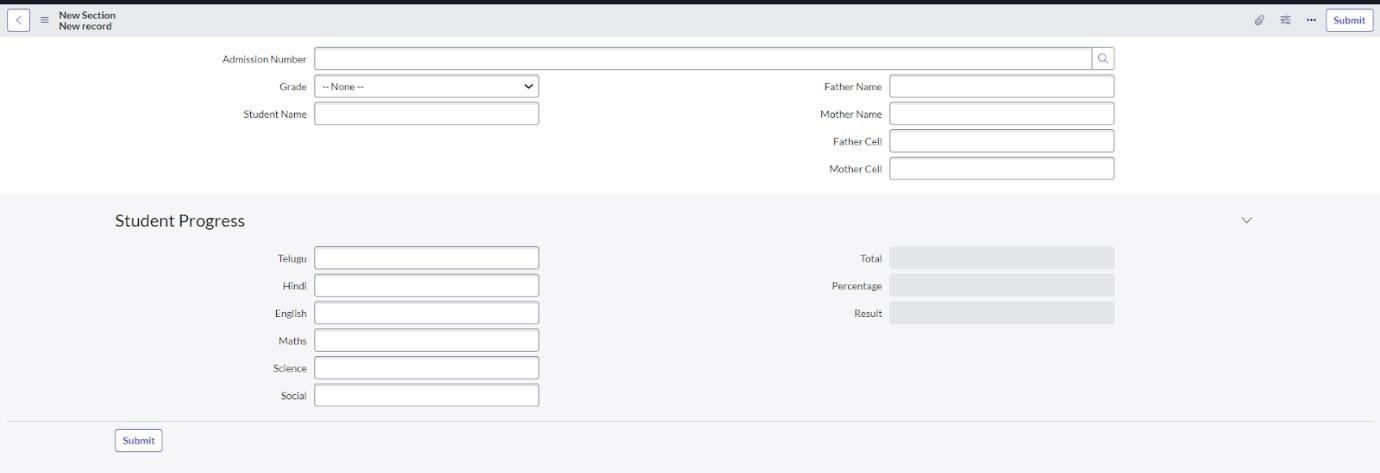 New Section
New record
Submit
Admission Number
Grade -- None -- Father Name
Student Name Mother Name
Father Cell
Mother Cell
Student Progress
Telugu Total
Hindi Percentage
English Result
Maths
Science
Social
Submit